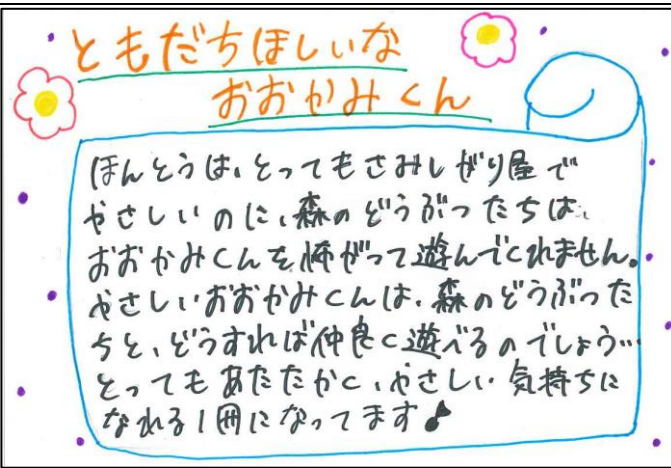 ともだちほしいな
おおかみくん
ほんとうは、とってもさみしがり屋で
やさしいのに、森のどうぶつたちは、
おおかみくんを怖がって遊んでくれません。
やさしいおおかみくんは、森のどうぶつた
ちと、どうすれば仲良く遊べるのでしょう…
とってもあたたかく、やさしい気持ちに
なれる1冊になってます♪